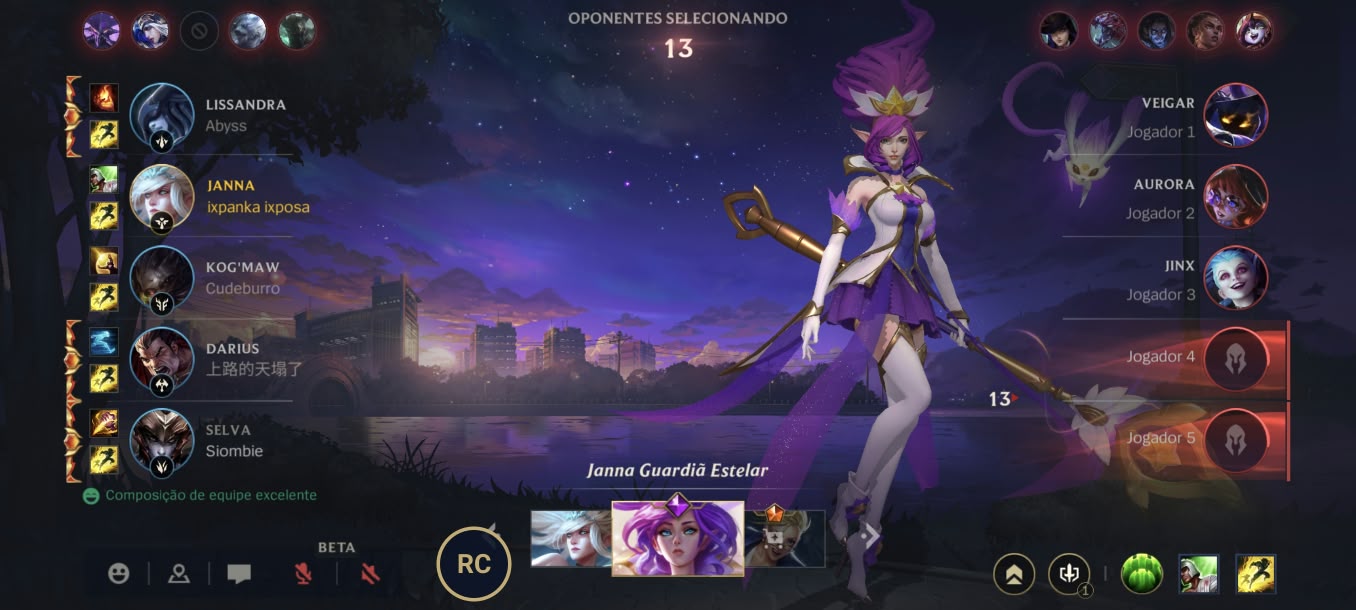 OPONENTES SELECIONANDO
13
LISSANDRA
Abyss
JANNA
ixpanka ixposa
KOG'MAW
Cudeburro
DARIUS
上路的天塌了
SELVA
Siombie
Composição de equipe excelente
VEIGAR
Jogador 1
AURORA
Jogador 2
JINX
Jogador 3
Jogador 4
13
Jogador 5
Janna Guardiã Estelar
BETA
RC
1